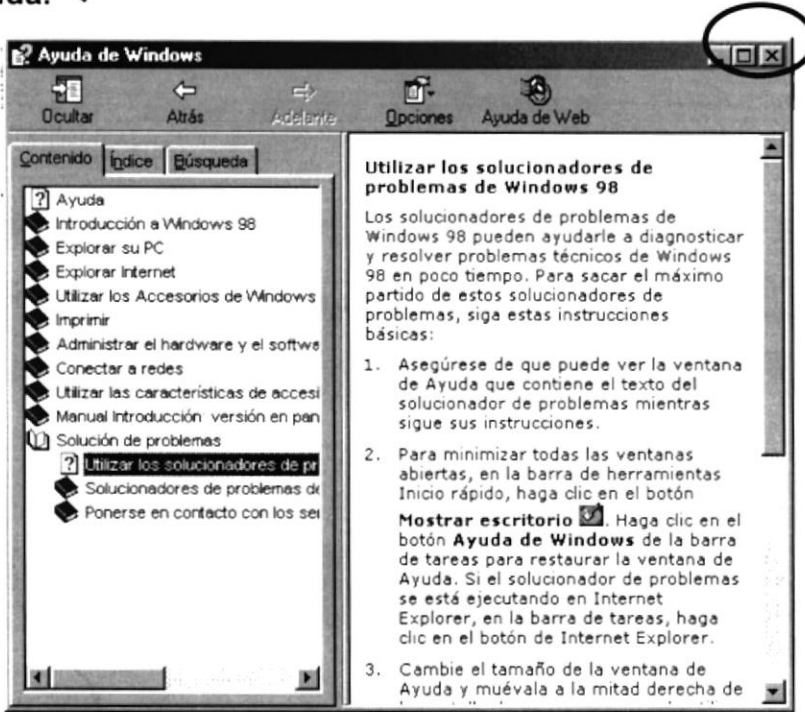 Ayuda de Windows
Ocultar Atrás Adelante Opciones Ayuda de Web
Contenido Índice Búsqueda
Ayuda
Introducción a Windows 98
Explorar su PC
Explorar Internet
Utilizar los Accesorios de Windows
Imprimir
Administrar el hardware y el softwa
Conectar a redes
Utilizar las características de accesi
Manual Introducción: versión en pan
Solución de problemas
Utilizar los solucionadores de pr
Solucionadores de problemas de
Ponerse en contacto con los ser
Utilizar los solucionadores de
problemas de Windows 98
Los solucionadores de problemas de
Windows 98 pueden ayudarle a diagnosticar
y resolver problemas técnicos de Windows
98 en poco tiempo. Para sacar el máximo
partido de estos solucionadores de
problemas, siga estas instrucciones
básicas:
1. Asegúrese de que puede ver la ventana
de Ayuda que contiene el texto del
solucionador de problemas mientras
sigue sus instrucciones.
2. Para minimizar todas las ventanas
abiertas, en la barra de herramientas
Inicio rápido, haga clic en el botón
Mostrar escritorio . Haga clic en el
botón Ayuda de Windows de la barra
de tareas para restaurar la ventana de
Ayuda. Si el solucionador de problemas
se está ejecutando en Internet
Explorer, en la barra de tareas, haga
clic en el botón de Internet Explorer.
3. Cambie el tamaño de la ventana de
Ayuda y muévala a la mitad derecha de